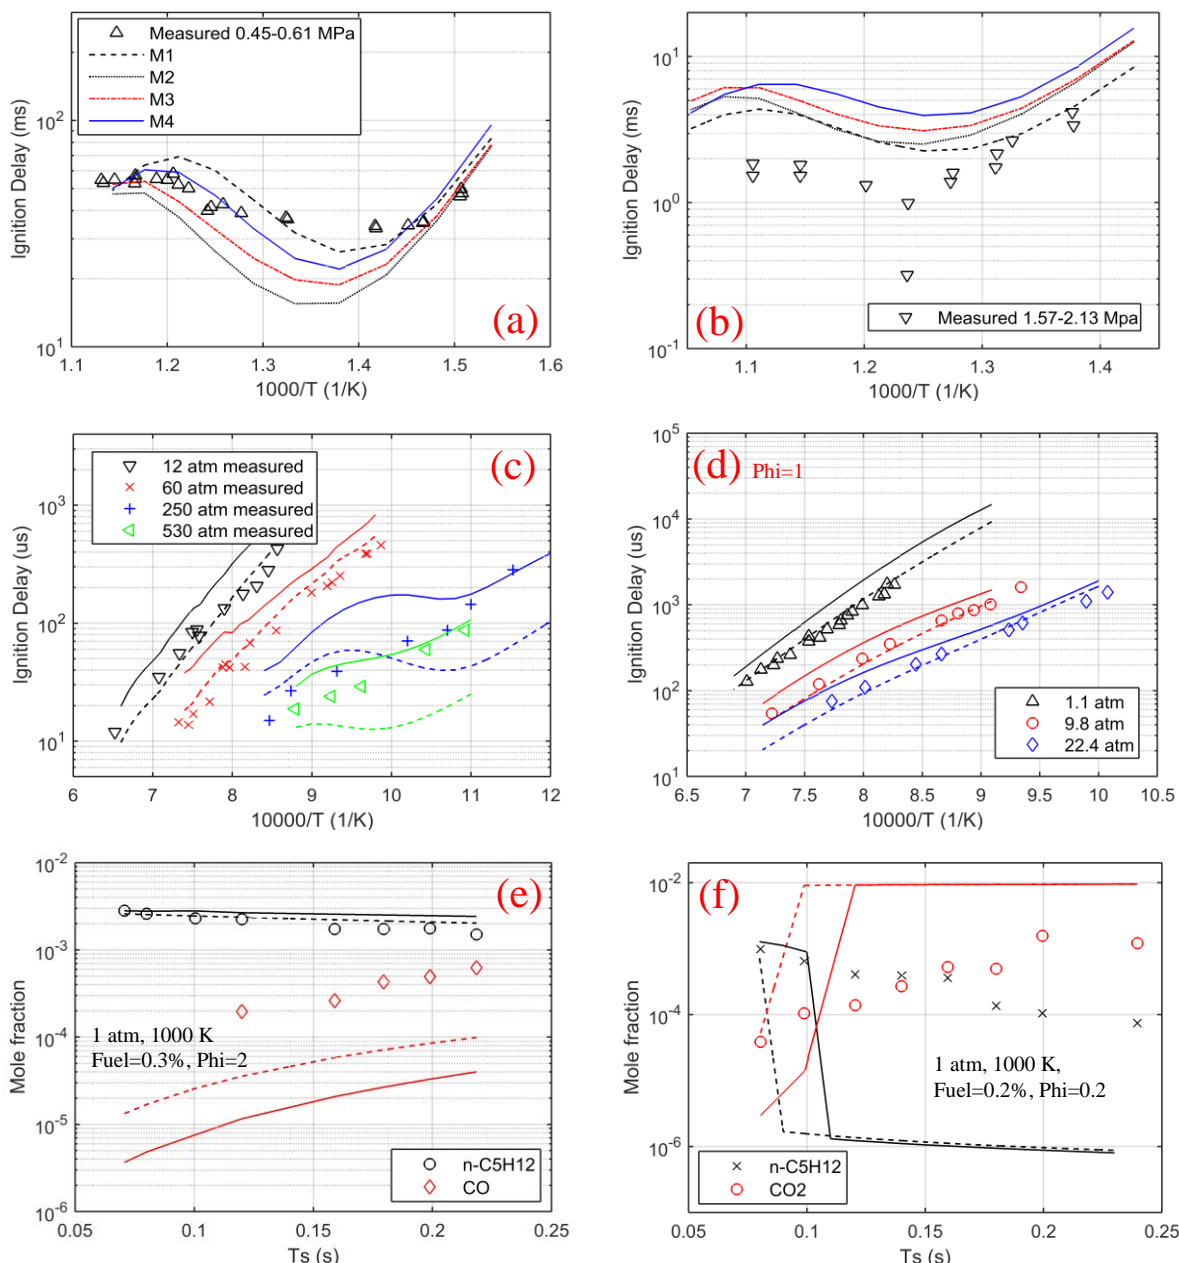 Measured 0.45-0.61 MPa
M1
M2
M3
M4
(a)
10^2
10^1
Ignition Delay (ms)
1.1 1.2 1.3 1.4 1.5 1.6
1000/T (1/K)
10^1
10^0
10^-1
Ignition Delay (ms)
(b)
Measured 1.57-2.13 Mpa
1.1 1.2 1.3 1.4
1000/T (1/K)
12 atm measured
60 atm measured
250 atm measured
530 atm measured
(c)
10^3
10^2
10^1
Ignition Delay (us)
6 7 8 9 10 11 12
10000/T (1/K)
(d) Phi=1
10^5
10^4
10^3
10^2
10^1
Ignition Delay (us)
1.1 atm
9.8 atm
22.4 atm
6.5 7 7.5 8 8.5 9 9.5 10 10.5
10000/T (1/K)
10^-2
10^-3
10^-4
10^-5
10^-6
Mole fraction
(e)
1 atm, 1000 K
Fuel=0.3%, Phi=2
n-C5H12
CO
0.05 0.1 0.15 0.2 0.25
Ts (s)
10^-2
10^-4
10^-6
Mole fraction
(f)
1 atm, 1000 K,
Fuel=0.2%, Phi=0.2
n-C5H12
CO2
0.05 0.1 0.15 0.2 0.25
Ts (s)